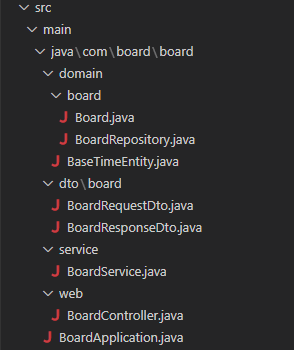 src
main
java\com\board\board
domain
board
Board.java
BoardRepository.java
BaseTimeEntity.java
dto\board
BoardRequestDto.java
BoardResponseDto.java
service
BoardService.java
web
BoardController.java
BoardApplication.java